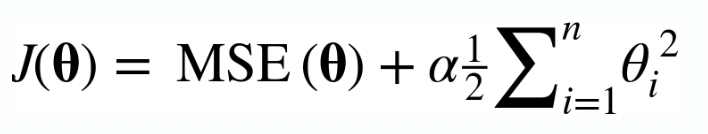 J(θ) = MSE (θ) + α½∑ⁿᵢ₌₁ θᵢ²